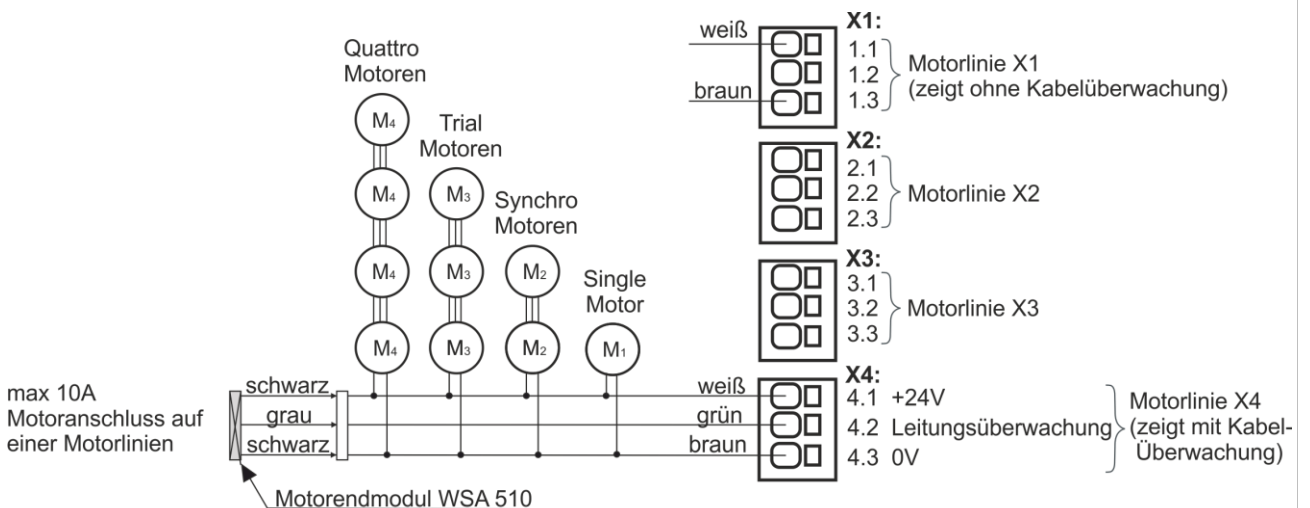 Quattro
Motoren
M4
M4
M4
M4
Trial
Motoren
M3
M3
M3
Synchro
Motoren
M2
M2
Single
Motor
M1
weiß
braun
X1:
1.1
1.2
1.3
Motorlinie X1
(zeigt ohne Kabelüberwachung)
X2:
2.1
2.2
2.3
Motorlinie X2
X3:
3.1
3.2
3.3
Motorlinie X3
max 10A
Motoranschluss auf
einer Motorlinien
schwarz
grau
schwarz
Motorendmodul WSA 510
weiß
grün
braun
X4:
4.1 +24V
4.2 Leitungsüberwachung
4.3 0V
Motorlinie X4
(zeigt mit Kabel-
Überwachung)